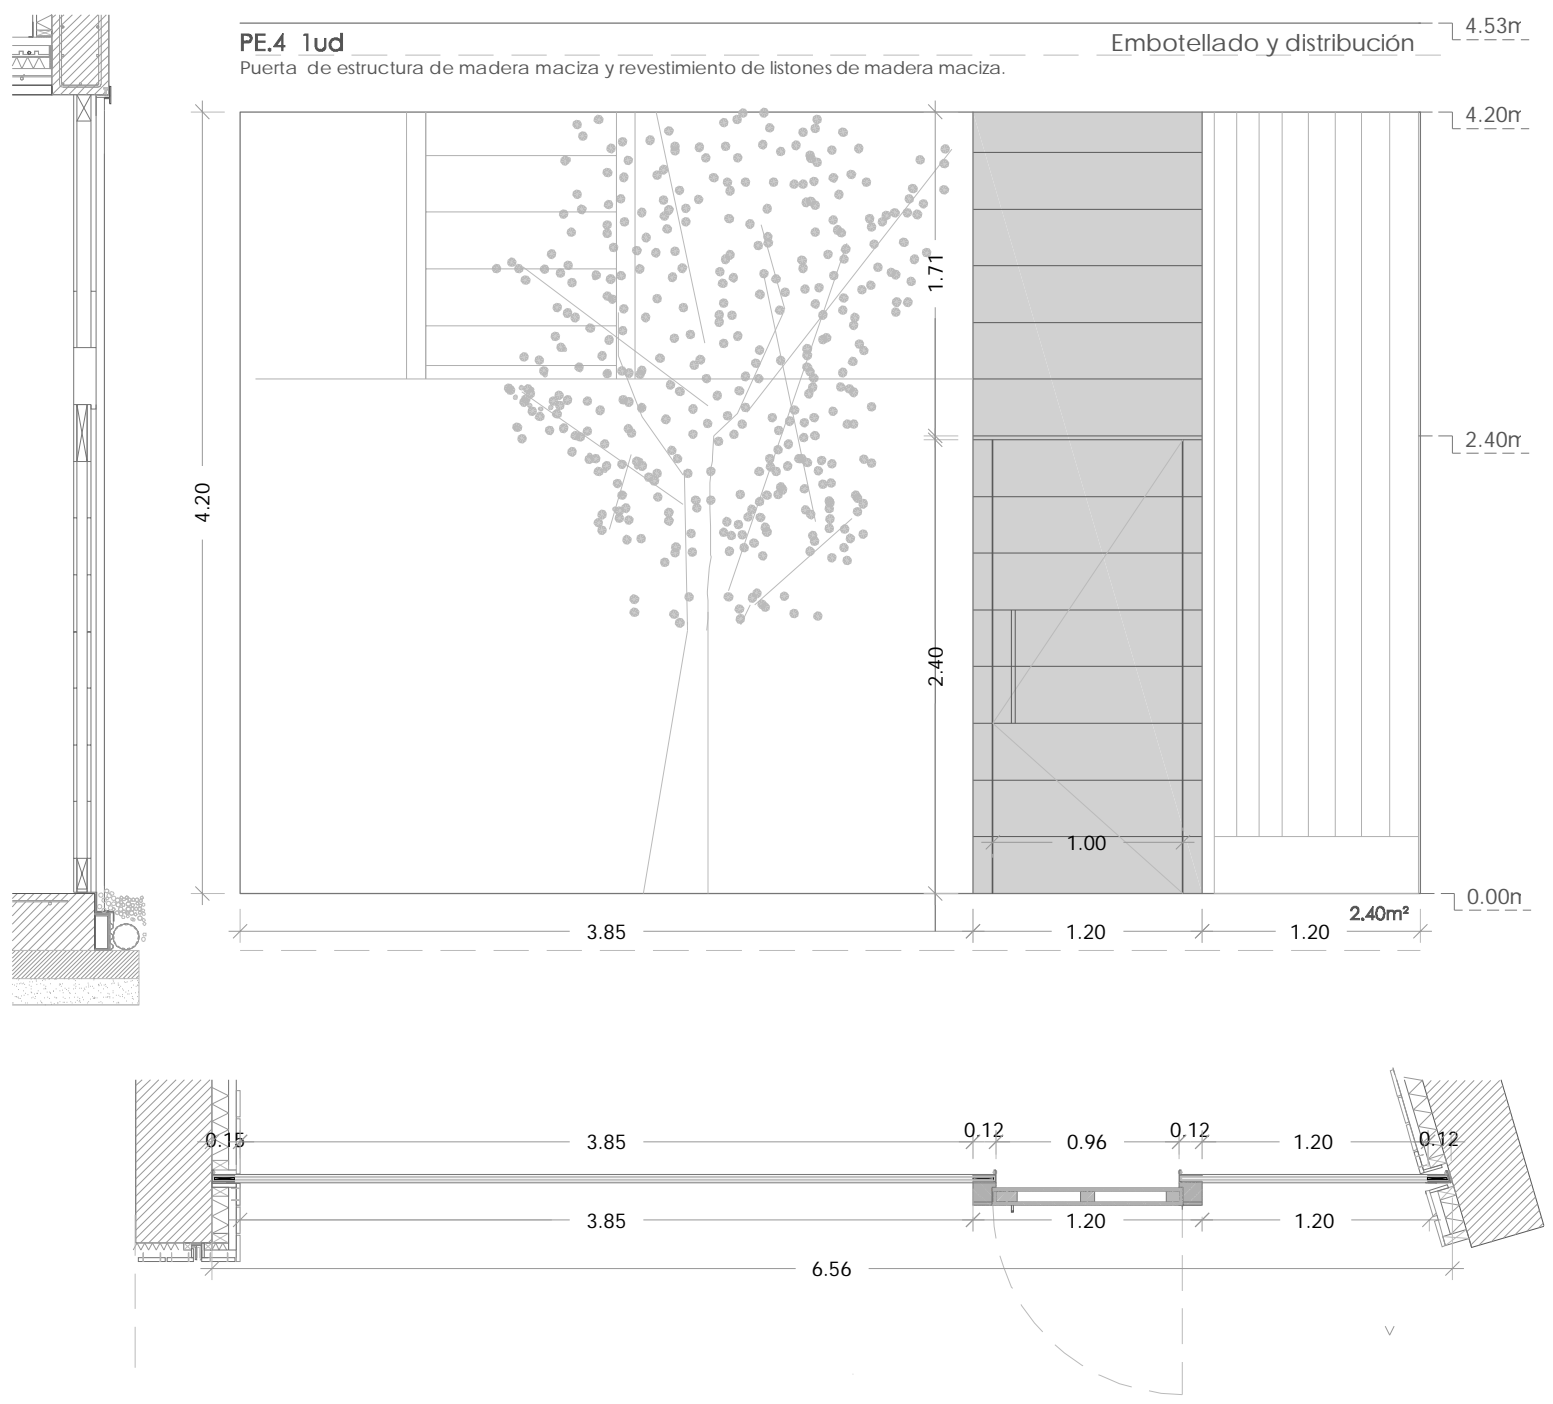 4.53m
PE.4 1ud
Embotellado y distribución
Puerta de estructura de madera maciza y revestimiento de listones de madera maciza.
4.20m
1.71
2.40m
4.20
2.40
1.00
0.00m
2.40m²
3.85
1.20
1.20
0.15
3.85
0.12
0.96
0.12
1.20
0.12
3.85
1.20
1.20
6.56